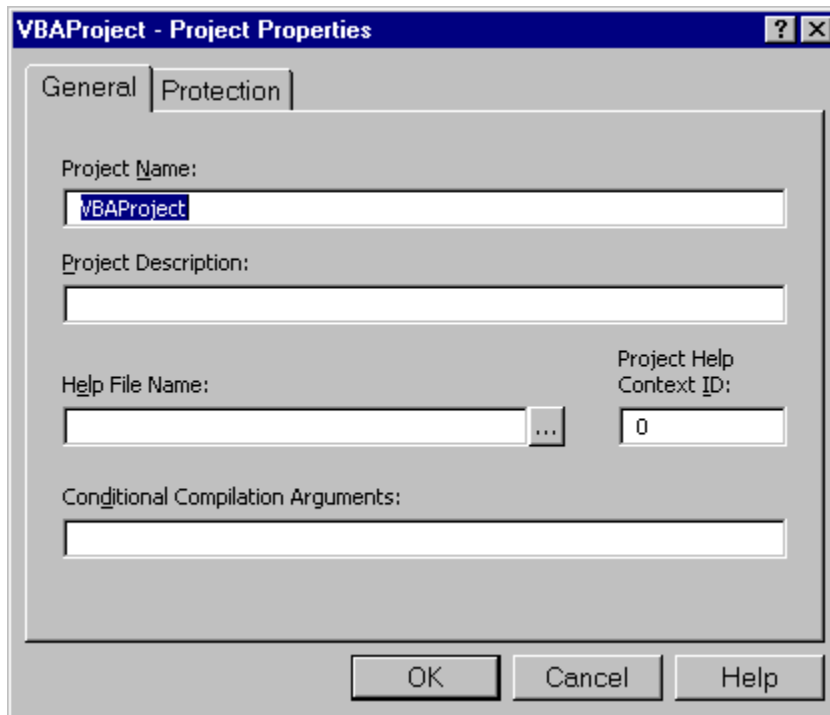 VBAProject - Project Properties
General Protection
Project Name:
VBAProject
Project Description:
Project Help
Help File Name: Context ID:
... 0
Conditional Compilation Arguments:
OK Cancel Help